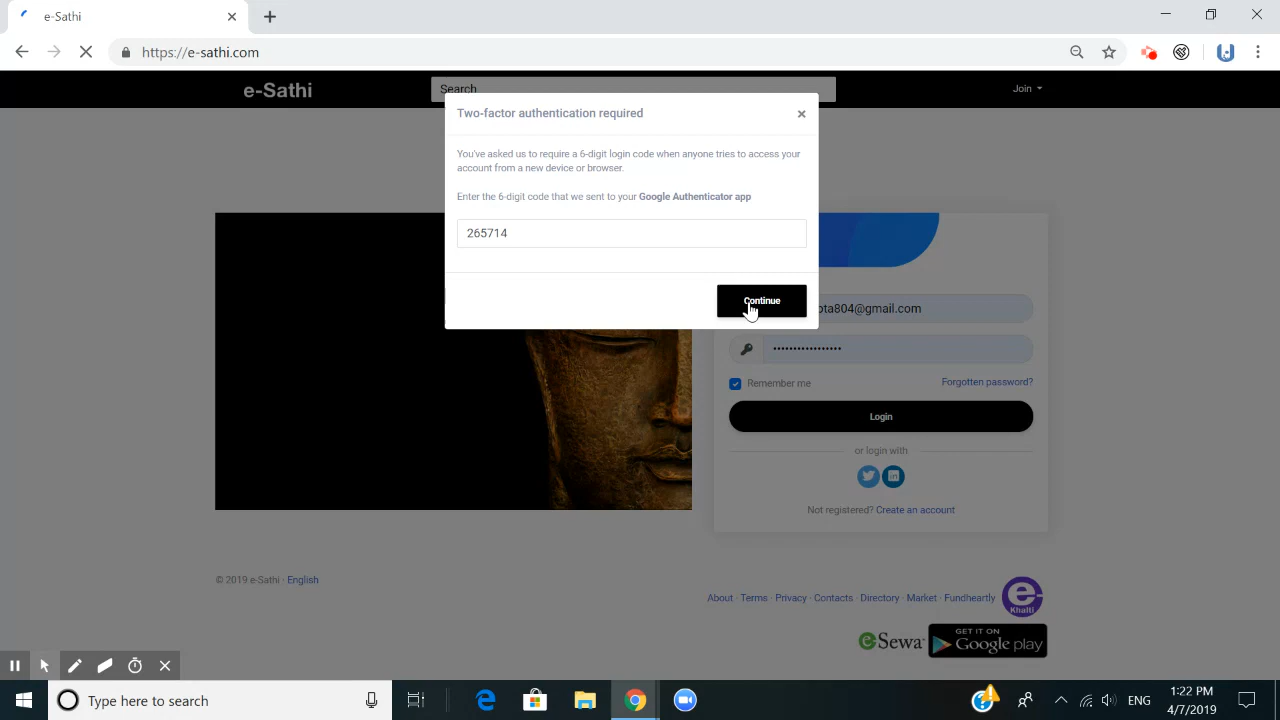 e-Sathi
https://e-sathi.com
e-Sathi
Search
Join
Two-factor authentication required
You've asked us to require a 6-digit login code when anyone tries to access your
account from a new device or browser.
Enter the 6-digit code that we sent to your Google Authenticator app
265714
Continue
ota804@gmail.com
Remember me
Forgotten password?
Login
or login with
Not registered? Create an account
© 2019 e-Sathi · English
About · Terms · Privacy · Contacts · Directory · Market · Fundheartly
e-
Khalti
eSewa
GET IT ON
Google play
Type here to search
ENG
1:22 PM
4/7/2019